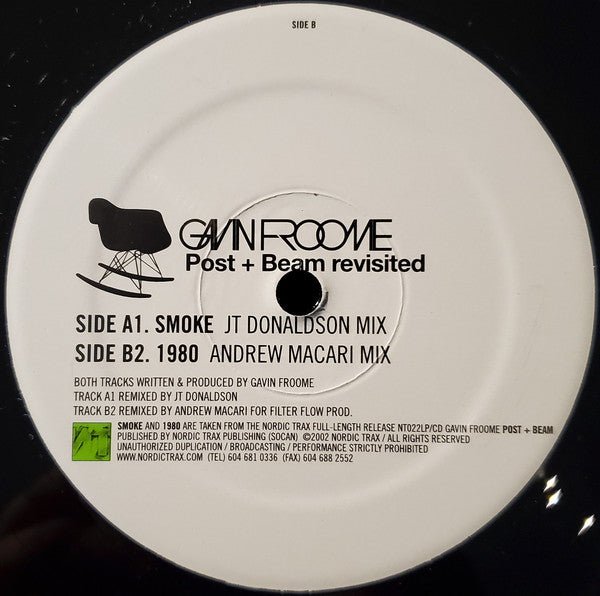 SIDE B
GAVIN FROOME
Post + Beam revisited
SIDE A1. SMOKE JT DONALDSON MIX
SIDE B2. 1980 ANDREW MACARI MIX
BOTH TRACKS WRITTEN & PRODUCED BY GAVIN FROOME
TRACK A1 REMIXED BY JT DONALDSON
TRACK B2 REMIXED BY ANDREW MACARI FOR FILTER FLOW PROD.
SMOKE AND 1980 ARE TAKEN FROM THE NORDIC TRAX FULL-LENGTH RELEASE NT022LP/CD GAVIN FROOME POST + BEAM
PUBLISHED BY NORDIC TRAX PUBLISHING (SOCAN) ©2002 NORDIC TRAX / ALL RIGHTS RESERVED
UNAUTHORIZED DUPLICATION / BROADCASTING / PERFORMANCE STRICTLY PROHIBITED
WWW.NORDICTRAX.COM (TEL) 604 681 0336 (FAX) 604 688 2552